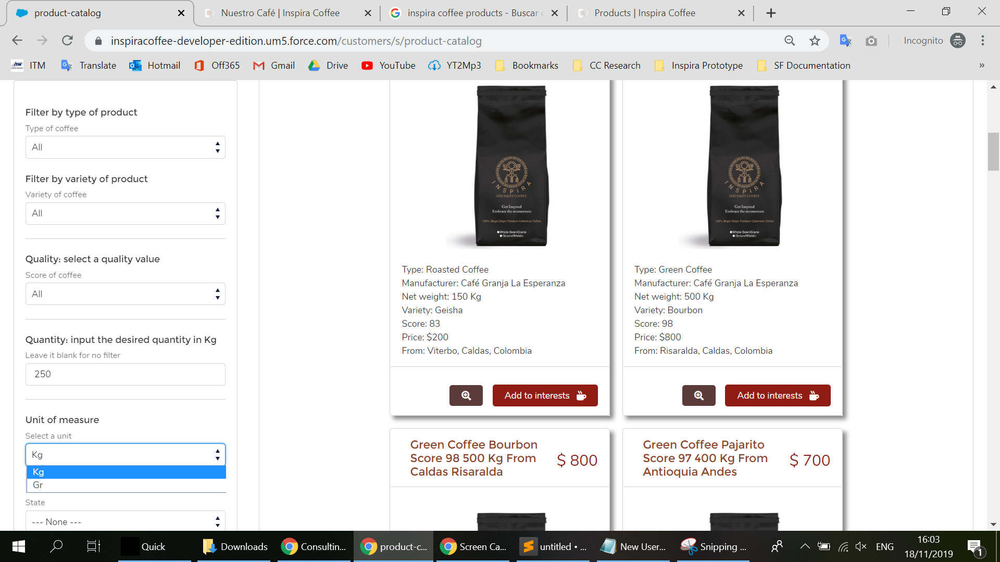 product-catalog
Nuestro Café | Inspira Coffee
inspira coffee products - Buscar
Products | Inspira Coffee
inspiracoffee-developer-edition.um5.force.com/customers/s/product-catalog
Incognito
ITM
Translate
Hotmail
Off365
Gmail
Drive
YouTube
YT2Mp3
Bookmarks
CC Research
Inspira Prototype
SF Documentation
»
Filter by type of product
Type of coffee
All
Filter by variety of product
Variety of coffee
All
Quality: select a quality value
Score of coffee
All
Quantity: input the desired quantity in Kg
Leave it blank for no filter
250
Unit of measure
Select a unit
Kg
Kg
Gr
State
--- None ---
INSPIRA
SPECIALTY COFFEE
Get Inspired
Embrace the momentum
100% Single Origin Premium Colombian Coffee
Whole Bean/Grano
Ground/Molido
Type: Roasted Coffee
Manufacturer: Café Granja La Esperanza
Net weight: 150 Kg
Variety: Geisha
Score: 83
Price: $200
From: Viterbo, Caldas, Colombia
Add to interests
INSPIRA
SPECIALTY COFFEE
Get Inspired
Embrace the momentum
100% Single Origin Premium Colombian Coffee
Whole Bean/Grano
Ground/Molido
Type: Green Coffee
Manufacturer: Café Granja La Esperanza
Net weight: 500 Kg
Variety: Bourbon
Score: 98
Price: $800
From: Risaralda, Caldas, Colombia
Add to interests
Green Coffee Bourbon
Score 98 500 Kg From
Caldas Risaralda
$ 800
Green Coffee Pajarito
Score 97 400 Kg From
Antioquia Andes
$ 700
Quick
Downloads
Consultin...
product-c...
Screen Ca...
untitled • ...
New User...
Snipping ...
ENG
16:03
18/11/2019
1